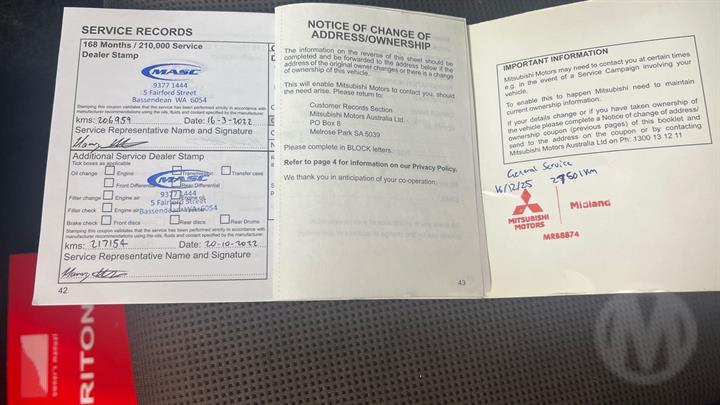 SERVICE RECORDS
168 Months / 210,000 Service
Dealer Stamp
MASC
9377 1444
5 Fairford Street
Bassendean WA 6054
Stamping this coupon validates that the service has been performed strictly in accordance with
manufacturer recommendations using the oils, fluids and content specified by the manufacturer.
kms: 206959 Date: 16-3-2022
Service Representative Name and Signature
Additional Service Dealer Stamp
Tick boxes as applicable
Oil change Engine Transmission Transfer case
Front Differential Rear Differential
MASC
9377 1444
5 Fairford Street
Bassendean WA 6054
Filter change Engine air
Filter check Engine air
Brake check Front discs Rear discs Rear Drums
Stamping this coupon validates that the service has been performed strictly in accordance with
manufacturer recommendations using the oils, fluids and content specified by the manufacturer.
kms: 217154 Date: 20-10-2022
Service Representative Name and Signature
42
NOTICE OF CHANGE OF
ADDRESS/OWNERSHIP
The information on the reverse of this sheet should be
completed and be forwarded to the address below if the
address of the original owner changes or there is a change
of ownership of this vehicle.
This will enable Mitsubishi Motors to contact you, should
the need arise. Please return to:
Customer Records Section
Mitsubishi Motors Australia Ltd.
PO Box 8
Melrose Park SA 5039
Please complete in BLOCK letters.
Refer to page 4 for information on our Privacy Policy.
We thank you in anticipation of your co-operation.
43
IMPORTANT INFORMATION
Mitsubishi Motors may need to contact you at certain times
e.g. in the event of a Service Campaign involving your
vehicle.
To enable this to happen Mitsubishi need to maintain
current ownership information.
If your details change or if you have taken ownership of
the vehicle please complete a Notice of change of address/
ownership coupon (previous pages) of this booklet and
send to the address on the coupon or by contacting
Mitsubishi Motors Australia Ltd on Ph: 1300 13 12 11
General Service
16/12/25
MITSUBISHI
MOTORS
Midland
MRB8874
owner's manual
TRITON
M